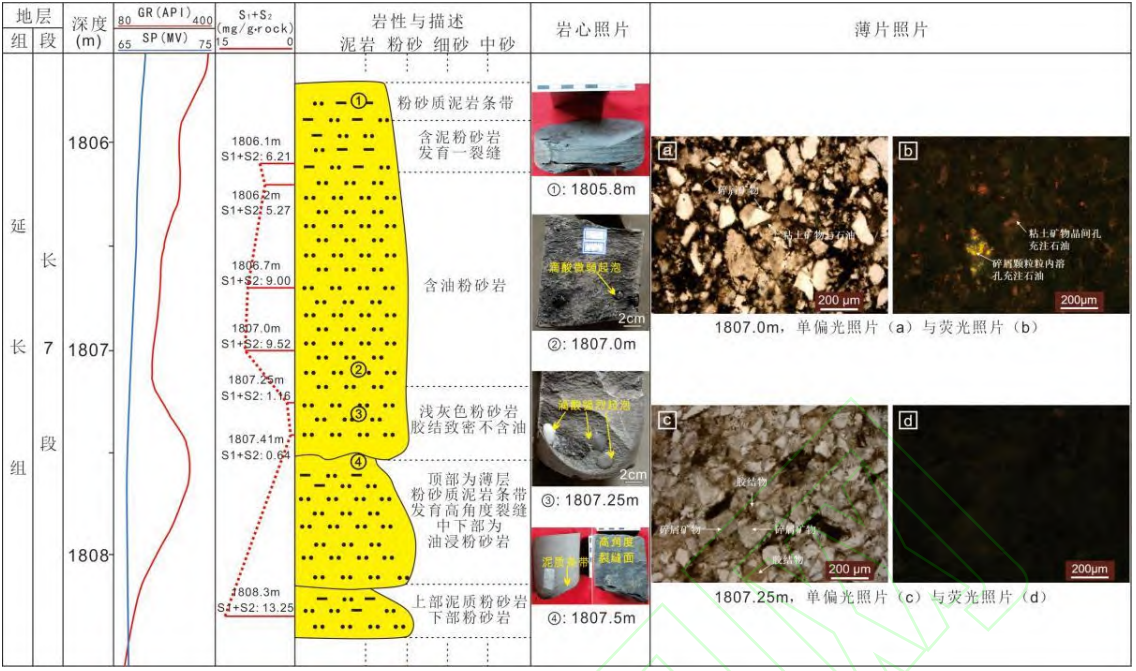 地层
组
段
深度
(m)
80 GR(API) 400
65 SP(MV) 75
S₁+S₂
(mg/g·rock)
15 0
岩性与描述
泥岩 粉砂 细砂 中砂
岩心照片
薄片照片
延
长
组
长
7
段
1806
1807
1808
1806.1m
S1+S2: 6.21
1806.2m
S1+S2: 5.27
1806.7m
S1+S2: 9.00
1807.0m
S1+S2: 9.52
1807.25m
S1+S2: 1.16
1807.41m
S1+S2: 0.64
1808.3m
S1+S2: 13.25
①
②
③
④
粉砂质泥岩条带
含泥粉砂岩
发育一裂缝
含油粉砂岩
浅灰色粉砂岩
胶结致密不含油
顶部为薄层
粉砂质泥岩条带
发育高角度裂缝
中下部为
油浸粉砂岩
上部泥质粉砂岩
下部粉砂岩
①: 1805.8m
滴酸微弱起泡
2cm
②: 1807.0m
滴酸强烈起泡
2cm
③: 1807.25m
泥质条带
高角度
裂缝面
④: 1807.5m
a
碎屑矿物
粘土矿物与石油
200 μm
b
粘土矿物晶间孔
充注石油
碎屑颗粒粒内溶
孔充注石油
200μm
1807.0m，单偏光照片（a）与荧光照片（b）
c
胶结物
碎屑矿物
碎屑矿物
胶结物
200 μm
d
200μm
1807.25m，单偏光照片（c）与荧光照片（d）